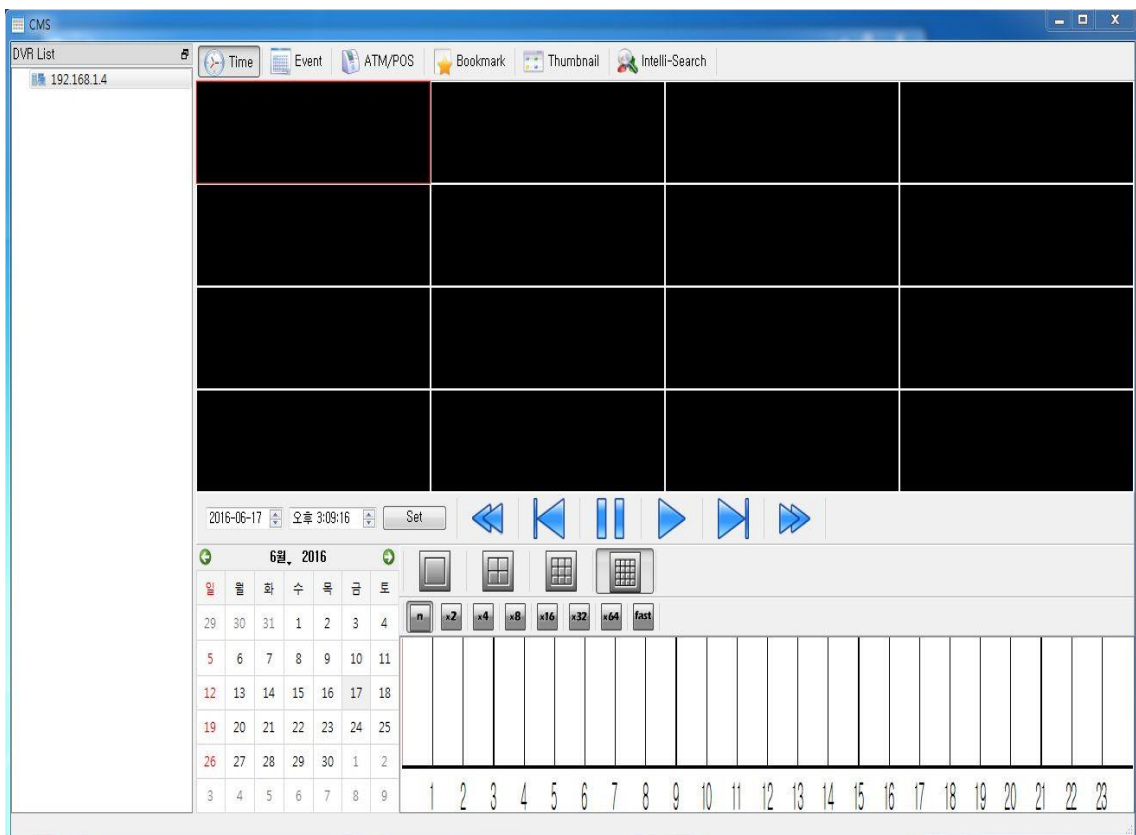 CMS
DVR List
192.168.1.4
Time Event ATM/POS Bookmark Thumbnail Intelli-Search
2016-06-17 오후 3:09:16 Set
6월, 2016
일 월 화 수 목 금 토
n x2 x4 x8 x16 x32 x64 fast
29 30 31 1 2 3 4
5 6 7 8 9 10 11
12 13 14 15 16 17 18
19 20 21 22 23 24 25
26 27 28 29 30 1 2
3 4 5 6 7 8 9
1 2 3 4 5 6 7 8 9 10 11 12 13 14 15 16 17 18 19 20 21 22 23